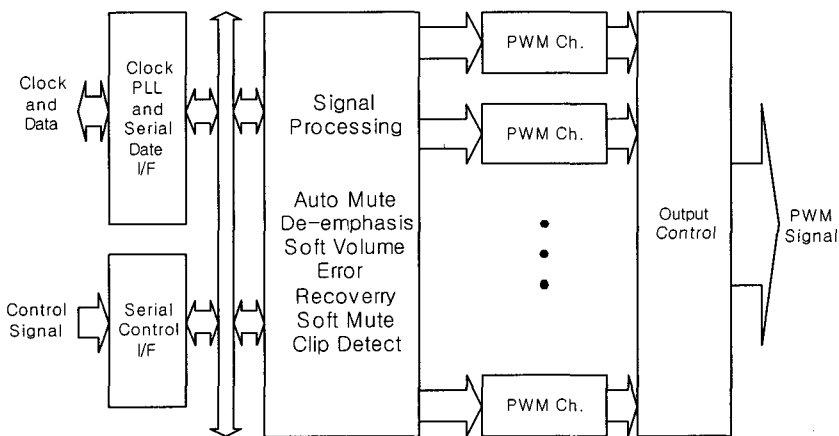 Clock
and
Data
Clock
PLL
and
Serial
Date
I/F
Control
Signal
Serial
Control
I/F
Signal
Processing
Auto Mute
De-emphasis
Soft Volume
Error
Recoverry
Soft Mute
Clip Detect
PWM Ch.
PWM Ch.
PWM Ch.
Output
Control
PWM
Signal